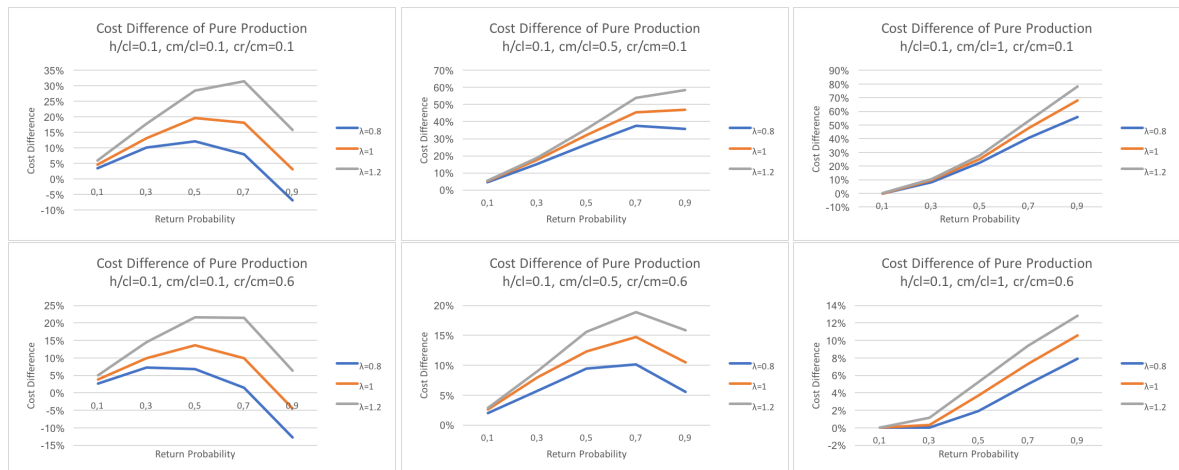 Cost Difference of Pure Production
h/cl=0.1, cm/cl=0.1, cr/cm=0.1
35%
30%
25%
20%
15%
10%
5%
0%
-5%
-10%
Cost Difference
0,1
0,3
0,5
0,7
0,9
Return Probability
λ=0.8
λ=1
λ=1.2
Cost Difference of Pure Production
h/cl=0.1, cm/cl=0.5, cr/cm=0.1
70%
60%
50%
40%
30%
20%
10%
0%
Cost Difference
0,1
0,3
0,5
0,7
0,9
Return Probability
λ=0.8
λ=1
λ=1.2
Cost Difference of Pure Production
h/cl=0.1, cm/cl=1, cr/cm=0.1
90%
80%
70%
60%
50%
40%
30%
20%
10%
0%
-10%
Cost Difference
0,1
0,3
0,5
0,7
0,9
Return Probability
λ=0.8
λ=1
λ=1.2
Cost Difference of Pure Production
h/cl=0.1, cm/cl=0.1, cr/cm=0.6
25%
20%
15%
10%
5%
0%
-5%
-10%
-15%
Cost Difference
0,1
0,3
0,5
0,7
0,9
Return Probability
λ=0.8
λ=1
λ=1.2
Cost Difference of Pure Production
h/cl=0.1, cm/cl=0.5, cr/cm=0.6
20%
15%
10%
5%
0%
Cost Difference
0,1
0,3
0,5
0,7
0,9
Return Probability
λ=0.8
λ=1
λ=1.2
Cost Difference of Pure Production
h/cl=0.1, cm/cl=1, cr/cm=0.6
14%
12%
10%
8%
6%
4%
2%
0%
-2%
Cost Difference
0,1
0,3
0,5
0,7
0,9
Return Probability
λ=0.8
λ=1
λ=1.2